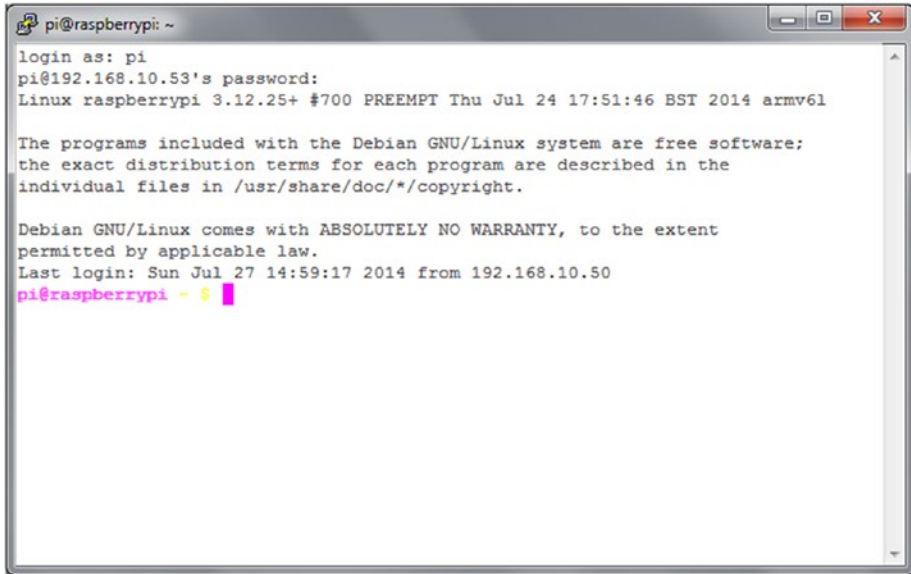 pi@raspberrypi: ~
login as: pi
pi@192.168.10.53's password:
Linux raspberrypi 3.12.25+ #700 PREEMPT Thu Jul 24 17:51:46 BST 2014 armv6l
The programs included with the Debian GNU/Linux system are free software;
the exact distribution terms for each program are described in the
individual files in /usr/share/doc/*/copyright.
Debian GNU/Linux comes with ABSOLUTELY NO WARRANTY, to the extent
permitted by applicable law.
Last login: Sun Jul 27 14:59:17 2014 from 192.168.10.50
pi@raspberrypi ~ $